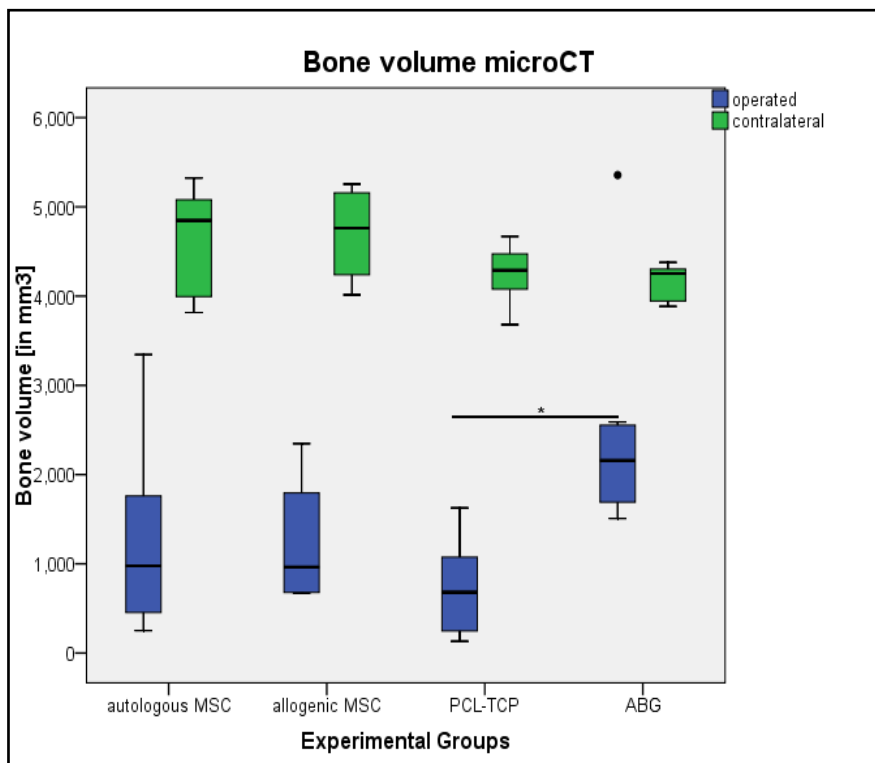 Bone volume microCT
operated
contralateral
6,000
5,000
4,000
3,000
2,000
1,000
0
Bone volume [in mm3]
*
autologous MSC
allogenic MSC
PCL-TCP
ABG
Experimental Groups